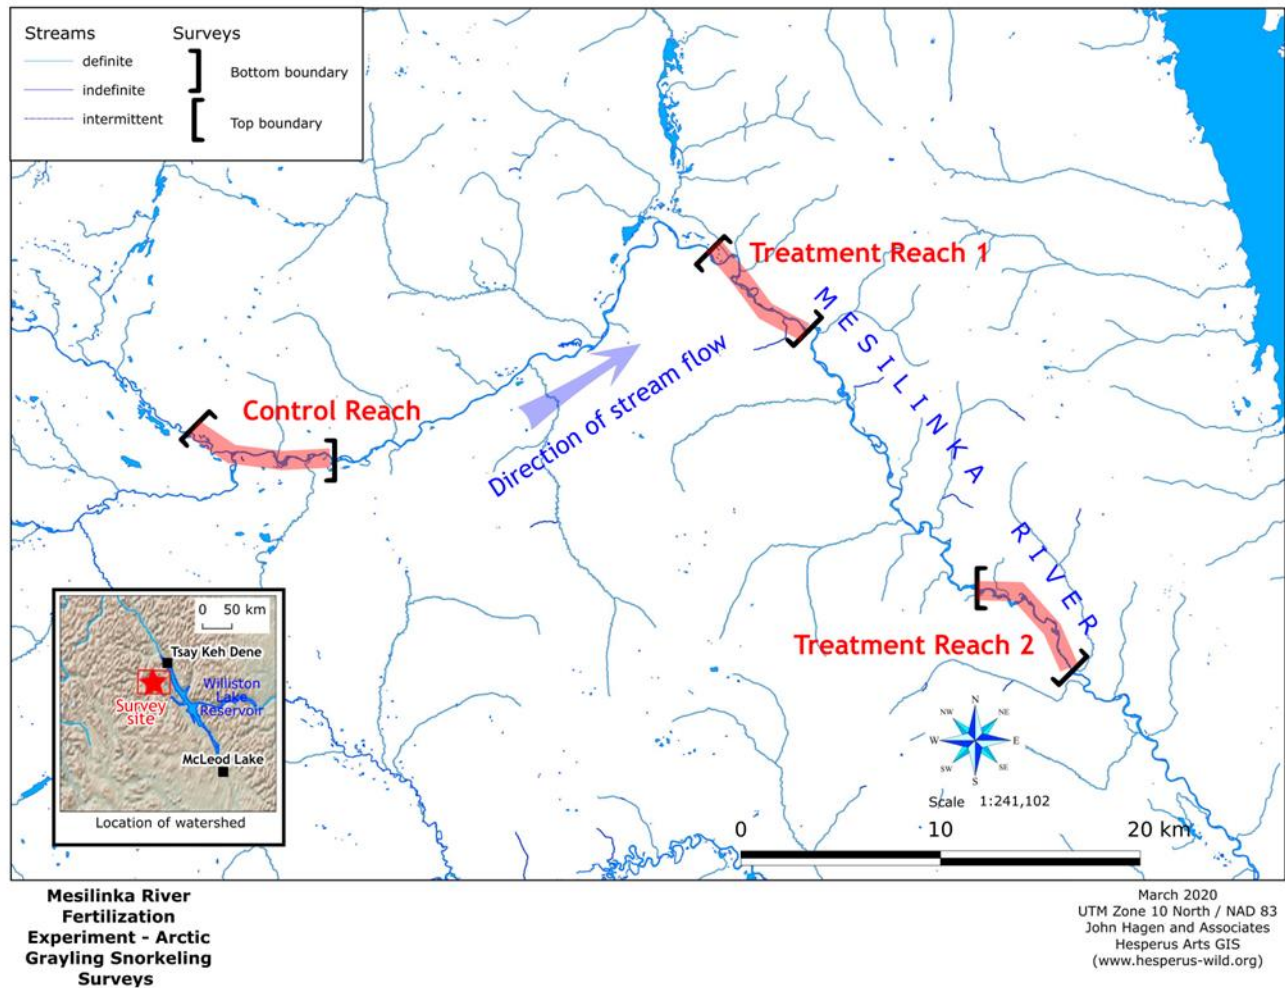 Streams
definite
indefinite
intermittent
Surveys
Bottom boundary
Top boundary
Treatment Reach 1
MESILINKA RIVER
Control Reach
Direction of stream flow
Treatment Reach 2
0 50 km
Tsay Keh Dene
Williston
Lake
Reservoir
Survey
site
McLeod Lake
Location of watershed
N
NW
NE
W
E
SW
SE
S
Scale 1:241,102
0 10 20 km
Mesilinka River
Fertilization
Experiment - Arctic
Grayling Snorkeling
Surveys
March 2020
UTM Zone 10 North / NAD 83
John Hagen and Associates
Hesperus Arts GIS
(www.hesperus-wild.org)